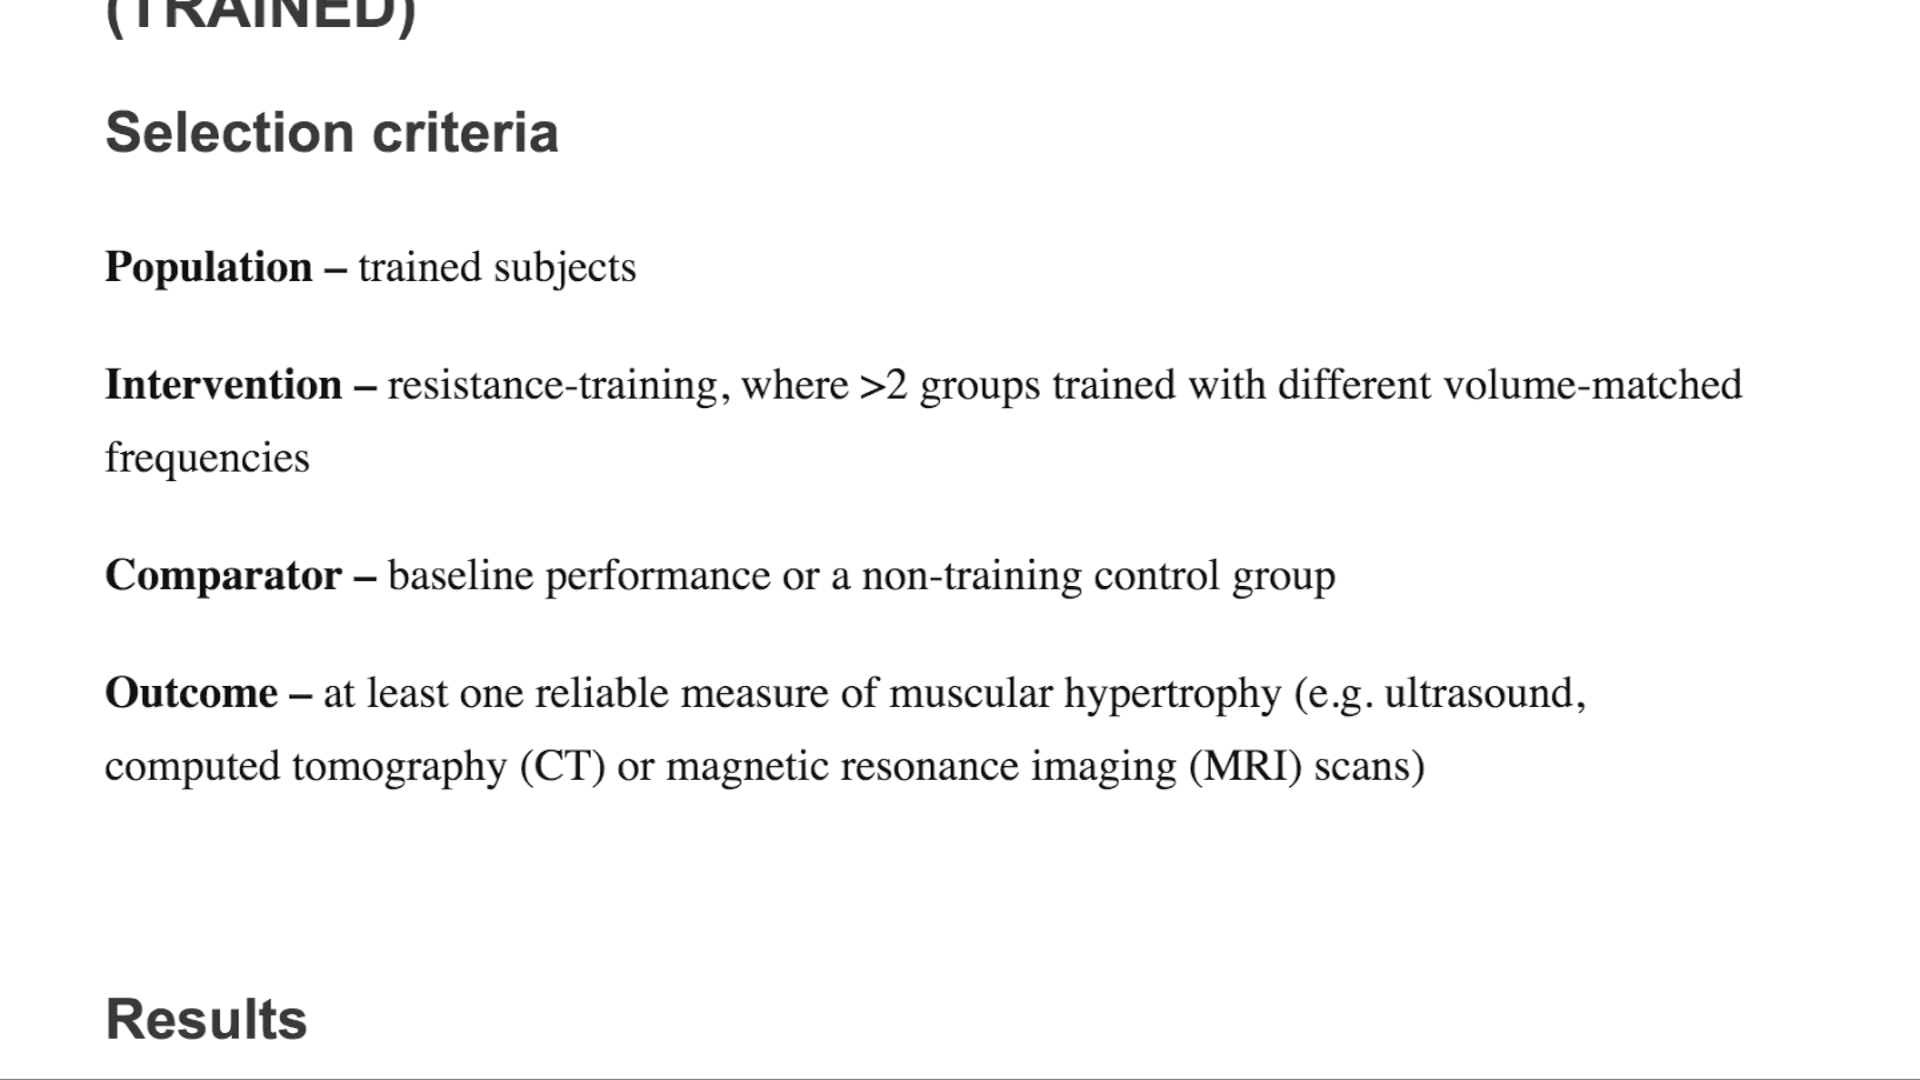 (TRAINED)
Selection criteria
Population – trained subjects
Intervention – resistance-training, where >2 groups trained with different volume-matched
frequencies
Comparator – baseline performance or a non-training control group
Outcome – at least one reliable measure of muscular hypertrophy (e.g. ultrasound,
computed tomography (CT) or magnetic resonance imaging (MRI) scans)
Results